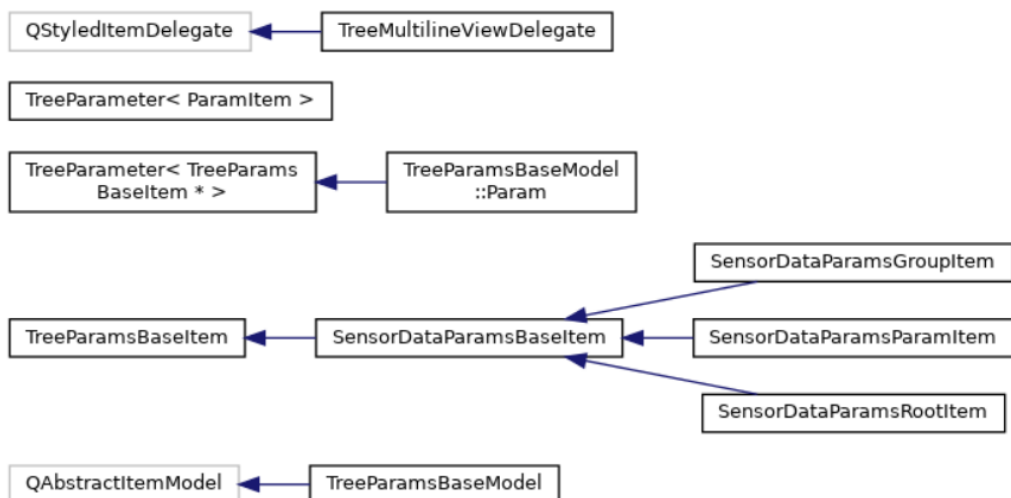 QStyledItemDelegate
TreeMultilineViewDelegate
TreeParameter< ParamItem >
TreeParameter< TreeParams
BaseItem * >
TreeParamsBaseModel
::Param
SensorDataParamsGroupItem
TreeParamsBaseItem
SensorDataParamsBaseItem
SensorDataParamsParamItem
SensorDataParamsRootItem
QAbstractItemModel
TreeParamsBaseModel